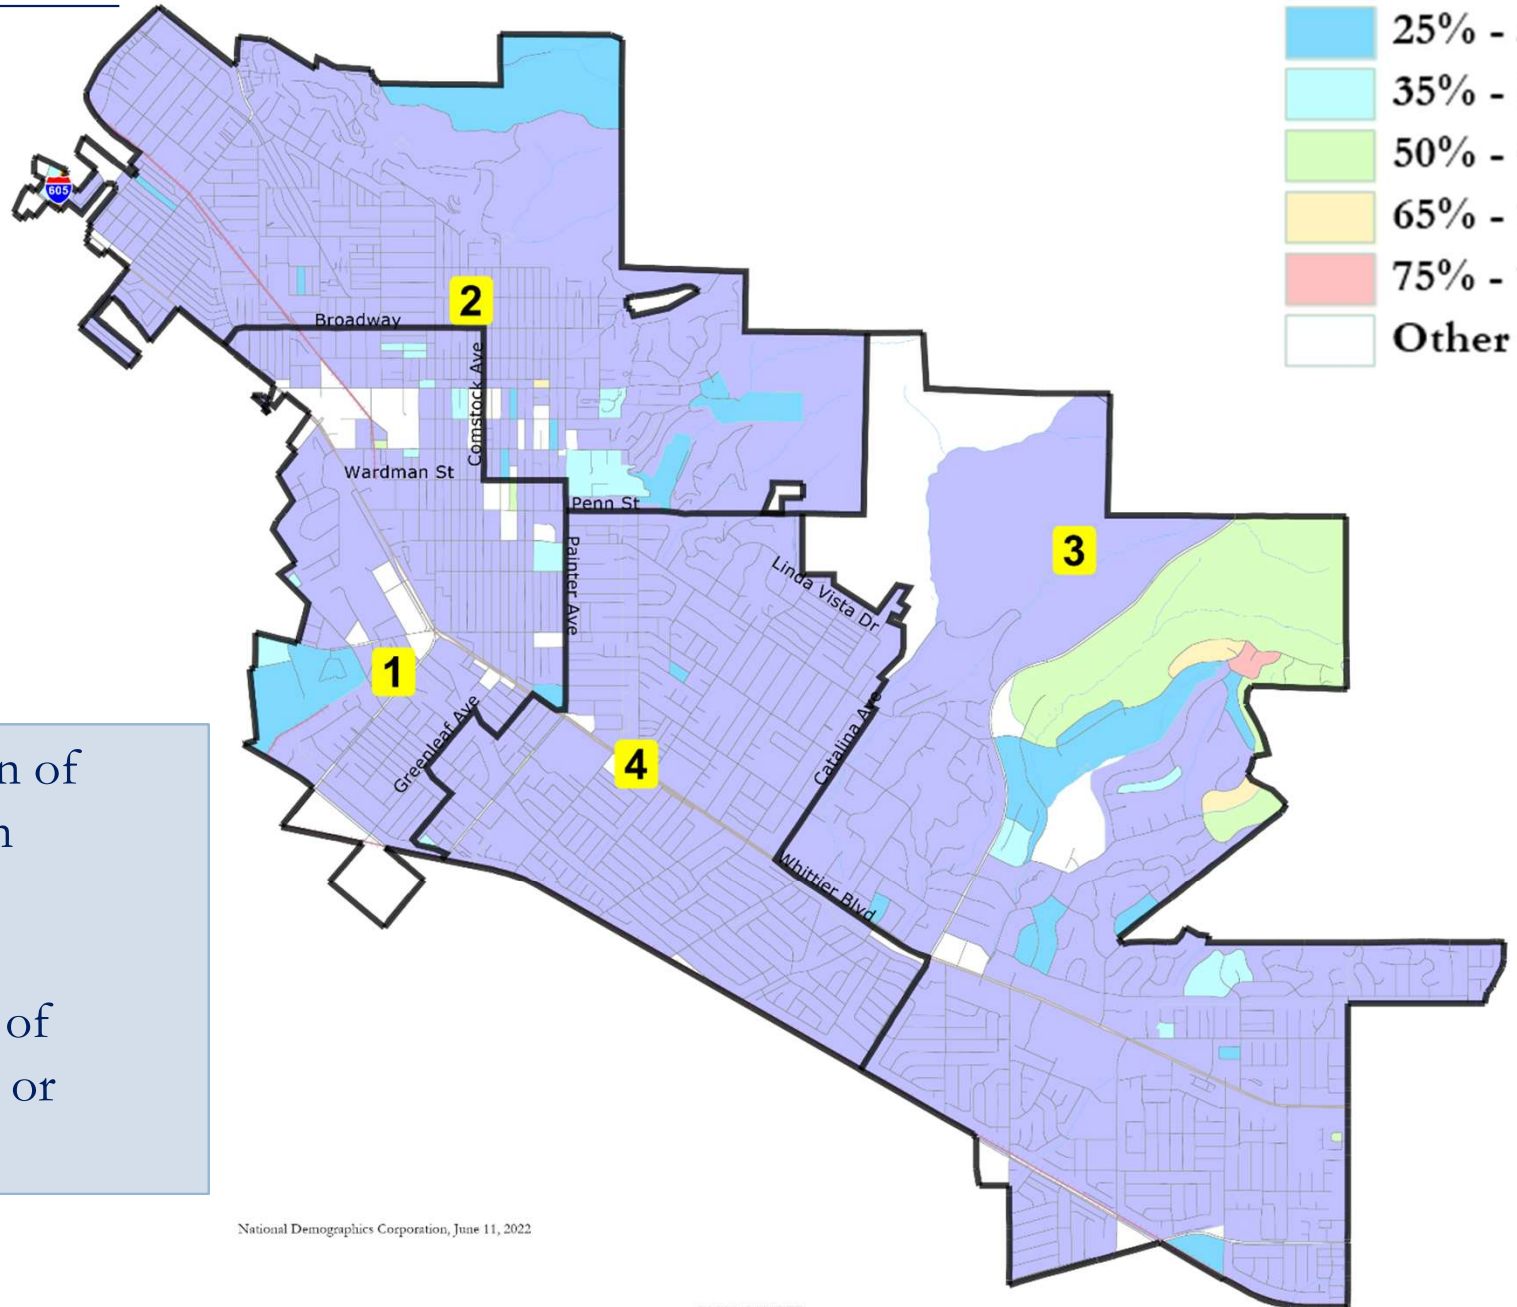 25% -
35% -
50% -
65% -
75% -
Other
605
2
Broadway
Comstock Ave
Wardman St
Penn St
Painter Ave
Linda Vista Dr
3
1
Greenleaf Ave
4
Catalina Ave
Whittier Blvd
n of
n
of
or
National Demographics Corporation, June 11, 2022